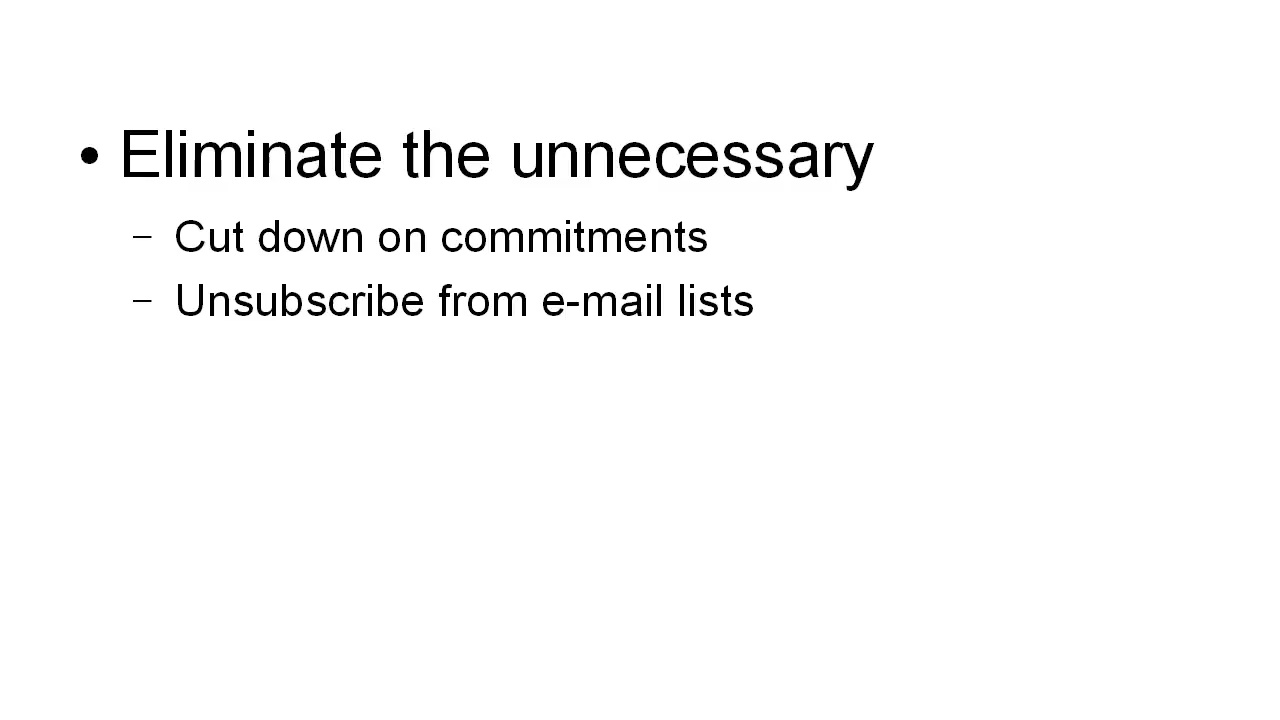 • Eliminate the unnecessary
– Cut down on commitments
– Unsubscribe from e-mail lists